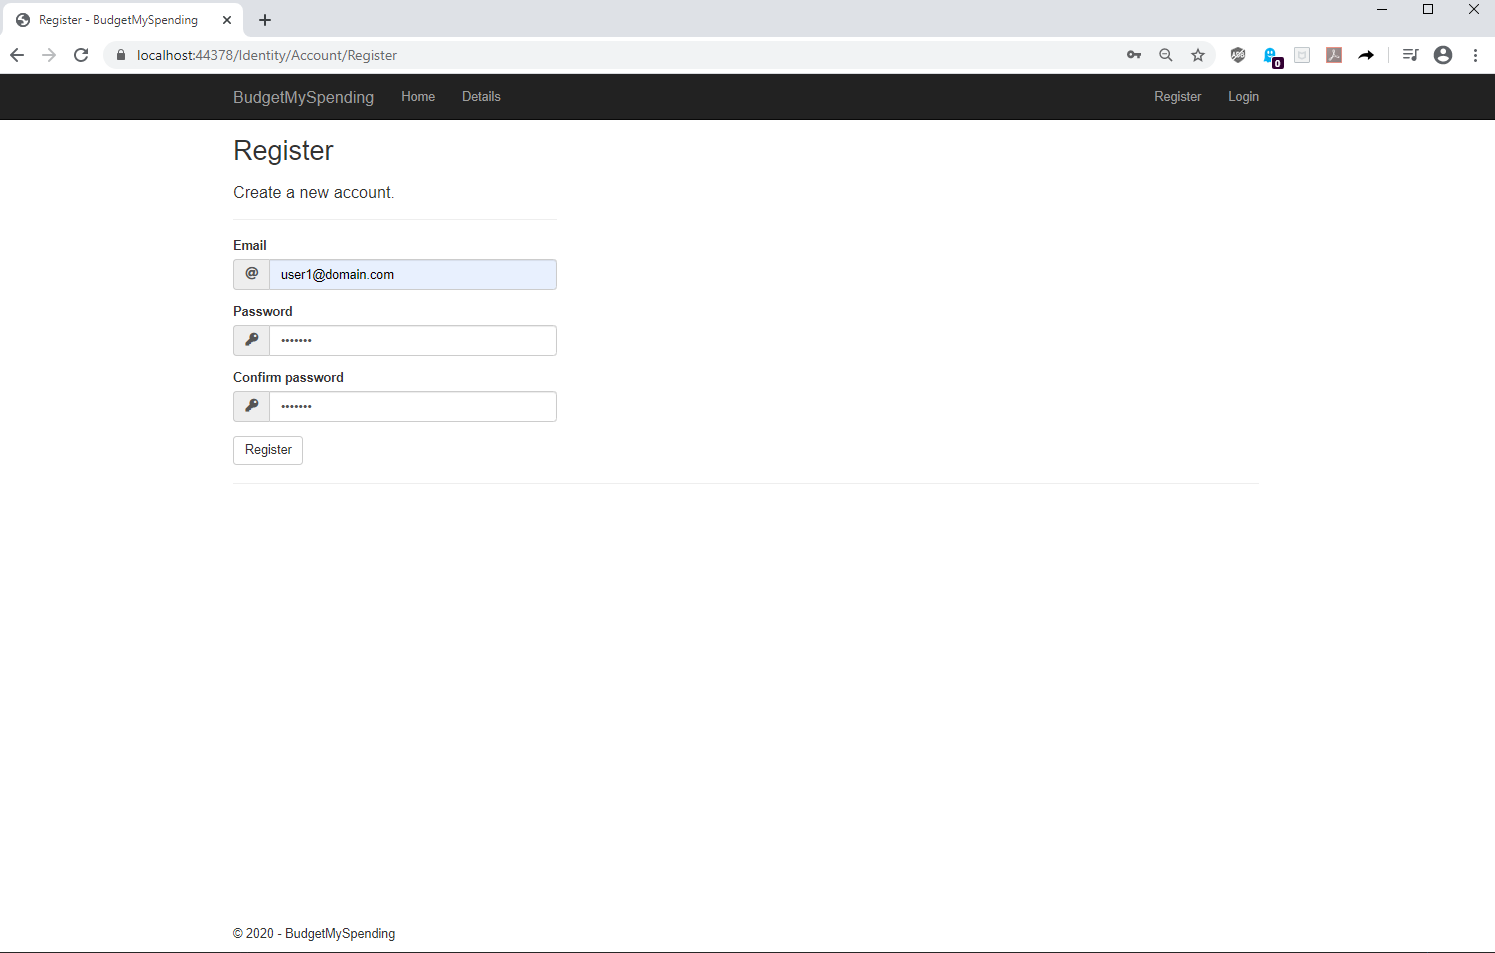 Register - BudgetMySpending
localhost:44378/Identity/Account/Register
0
BudgetMySpending Home Details Register Login
Register
Create a new account.
Email
@ user1@domain.com
Password
•••••••
Confirm password
•••••••
Register
© 2020 - BudgetMySpending